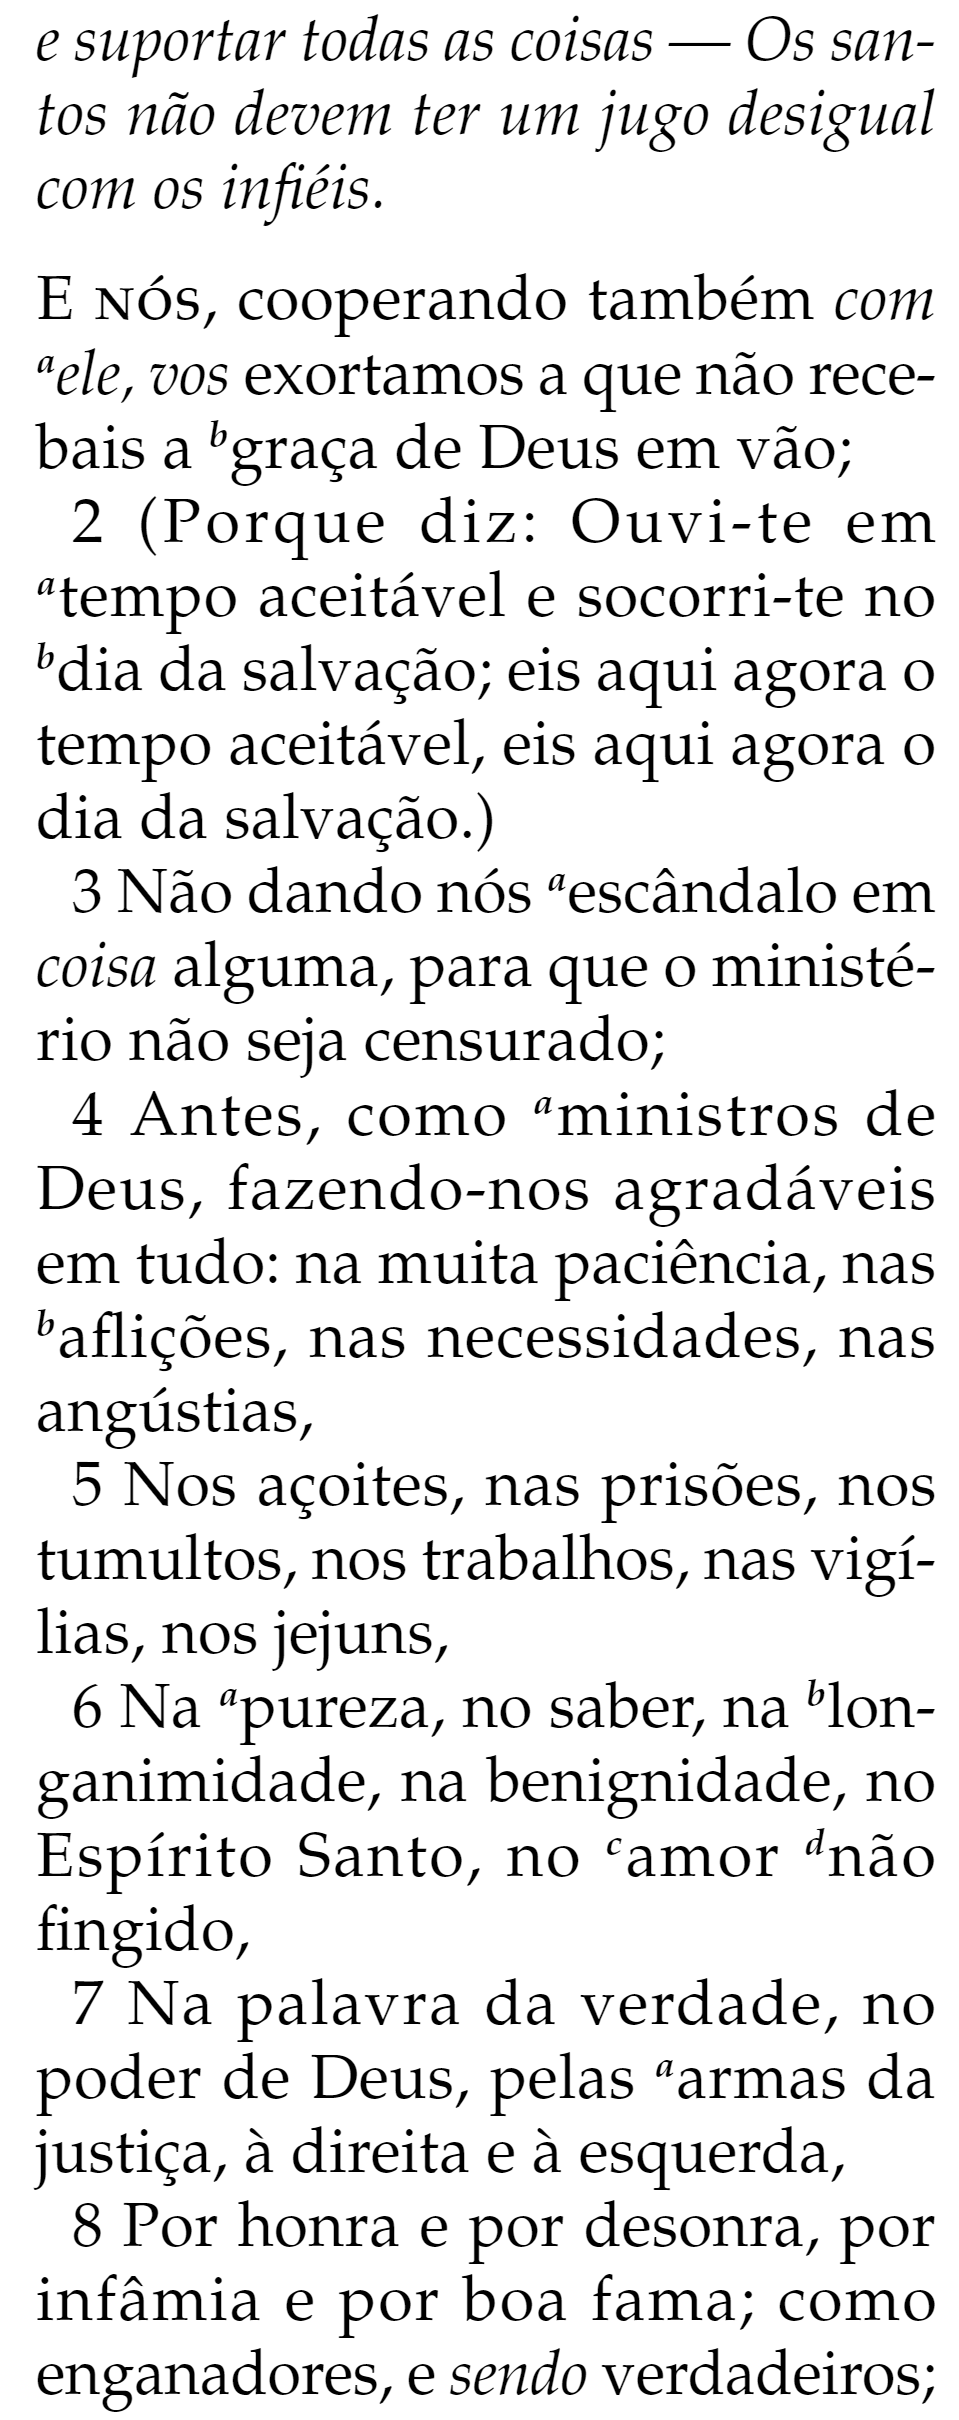 e suportar todas as coisas — Os san-
tos não devem ter um jugo desigual
com os infiéis.
E NÓS, cooperando também com
ᵃele, vos exortamos a que não rece-
bais a ᵇgraça de Deus em vão;
2 (Porque diz: Ouvi-te em
ᵃtempo aceitável e socorri-te no
ᵇdia da salvação; eis aqui agora o
tempo aceitável, eis aqui agora o
dia da salvação.)
3 Não dando nós ᵃescândalo em
coisa alguma, para que o ministé-
rio não seja censurado;
4 Antes, como ᵃministros de
Deus, fazendo-nos agradáveis
em tudo: na muita paciência, nas
ᵇaflições, nas necessidades, nas
angústias,
5 Nos açoites, nas prisões, nos
tumultos, nos trabalhos, nas vigí-
lias, nos jejuns,
6 Na ᵃpureza, no saber, na ᵇlon-
ganimidade, na benignidade, no
Espírito Santo, no ᶜamor ᵈnão
fingido,
7 Na palavra da verdade, no
poder de Deus, pelas ᵃarmas da
justiça, à direita e à esquerda,
8 Por honra e por desonra, por
infâmia e por boa fama; como
enganadores, e sendo verdadeiros;